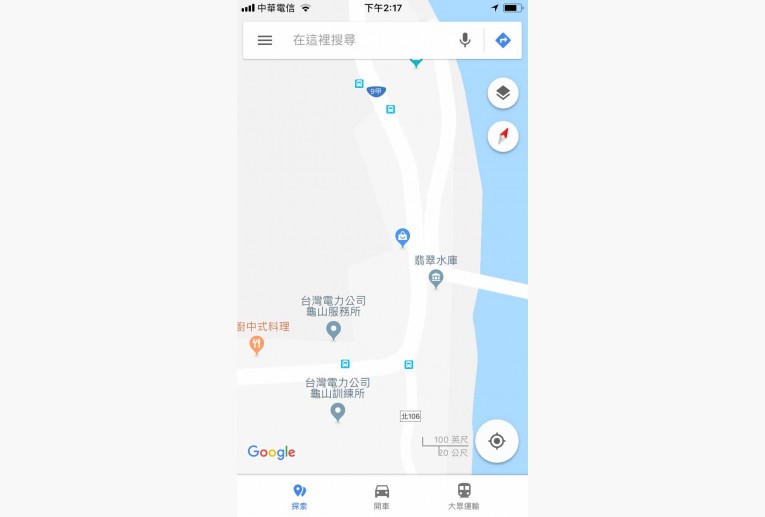 中華電信
下午2:17
在這裡搜尋
9甲
翡翠水庫
台灣電力公司
龜山服務所
廚中式料理
台灣電力公司
龜山訓練所
北106
100 英尺
20 公尺
Google
探索
開車
大眾運輸